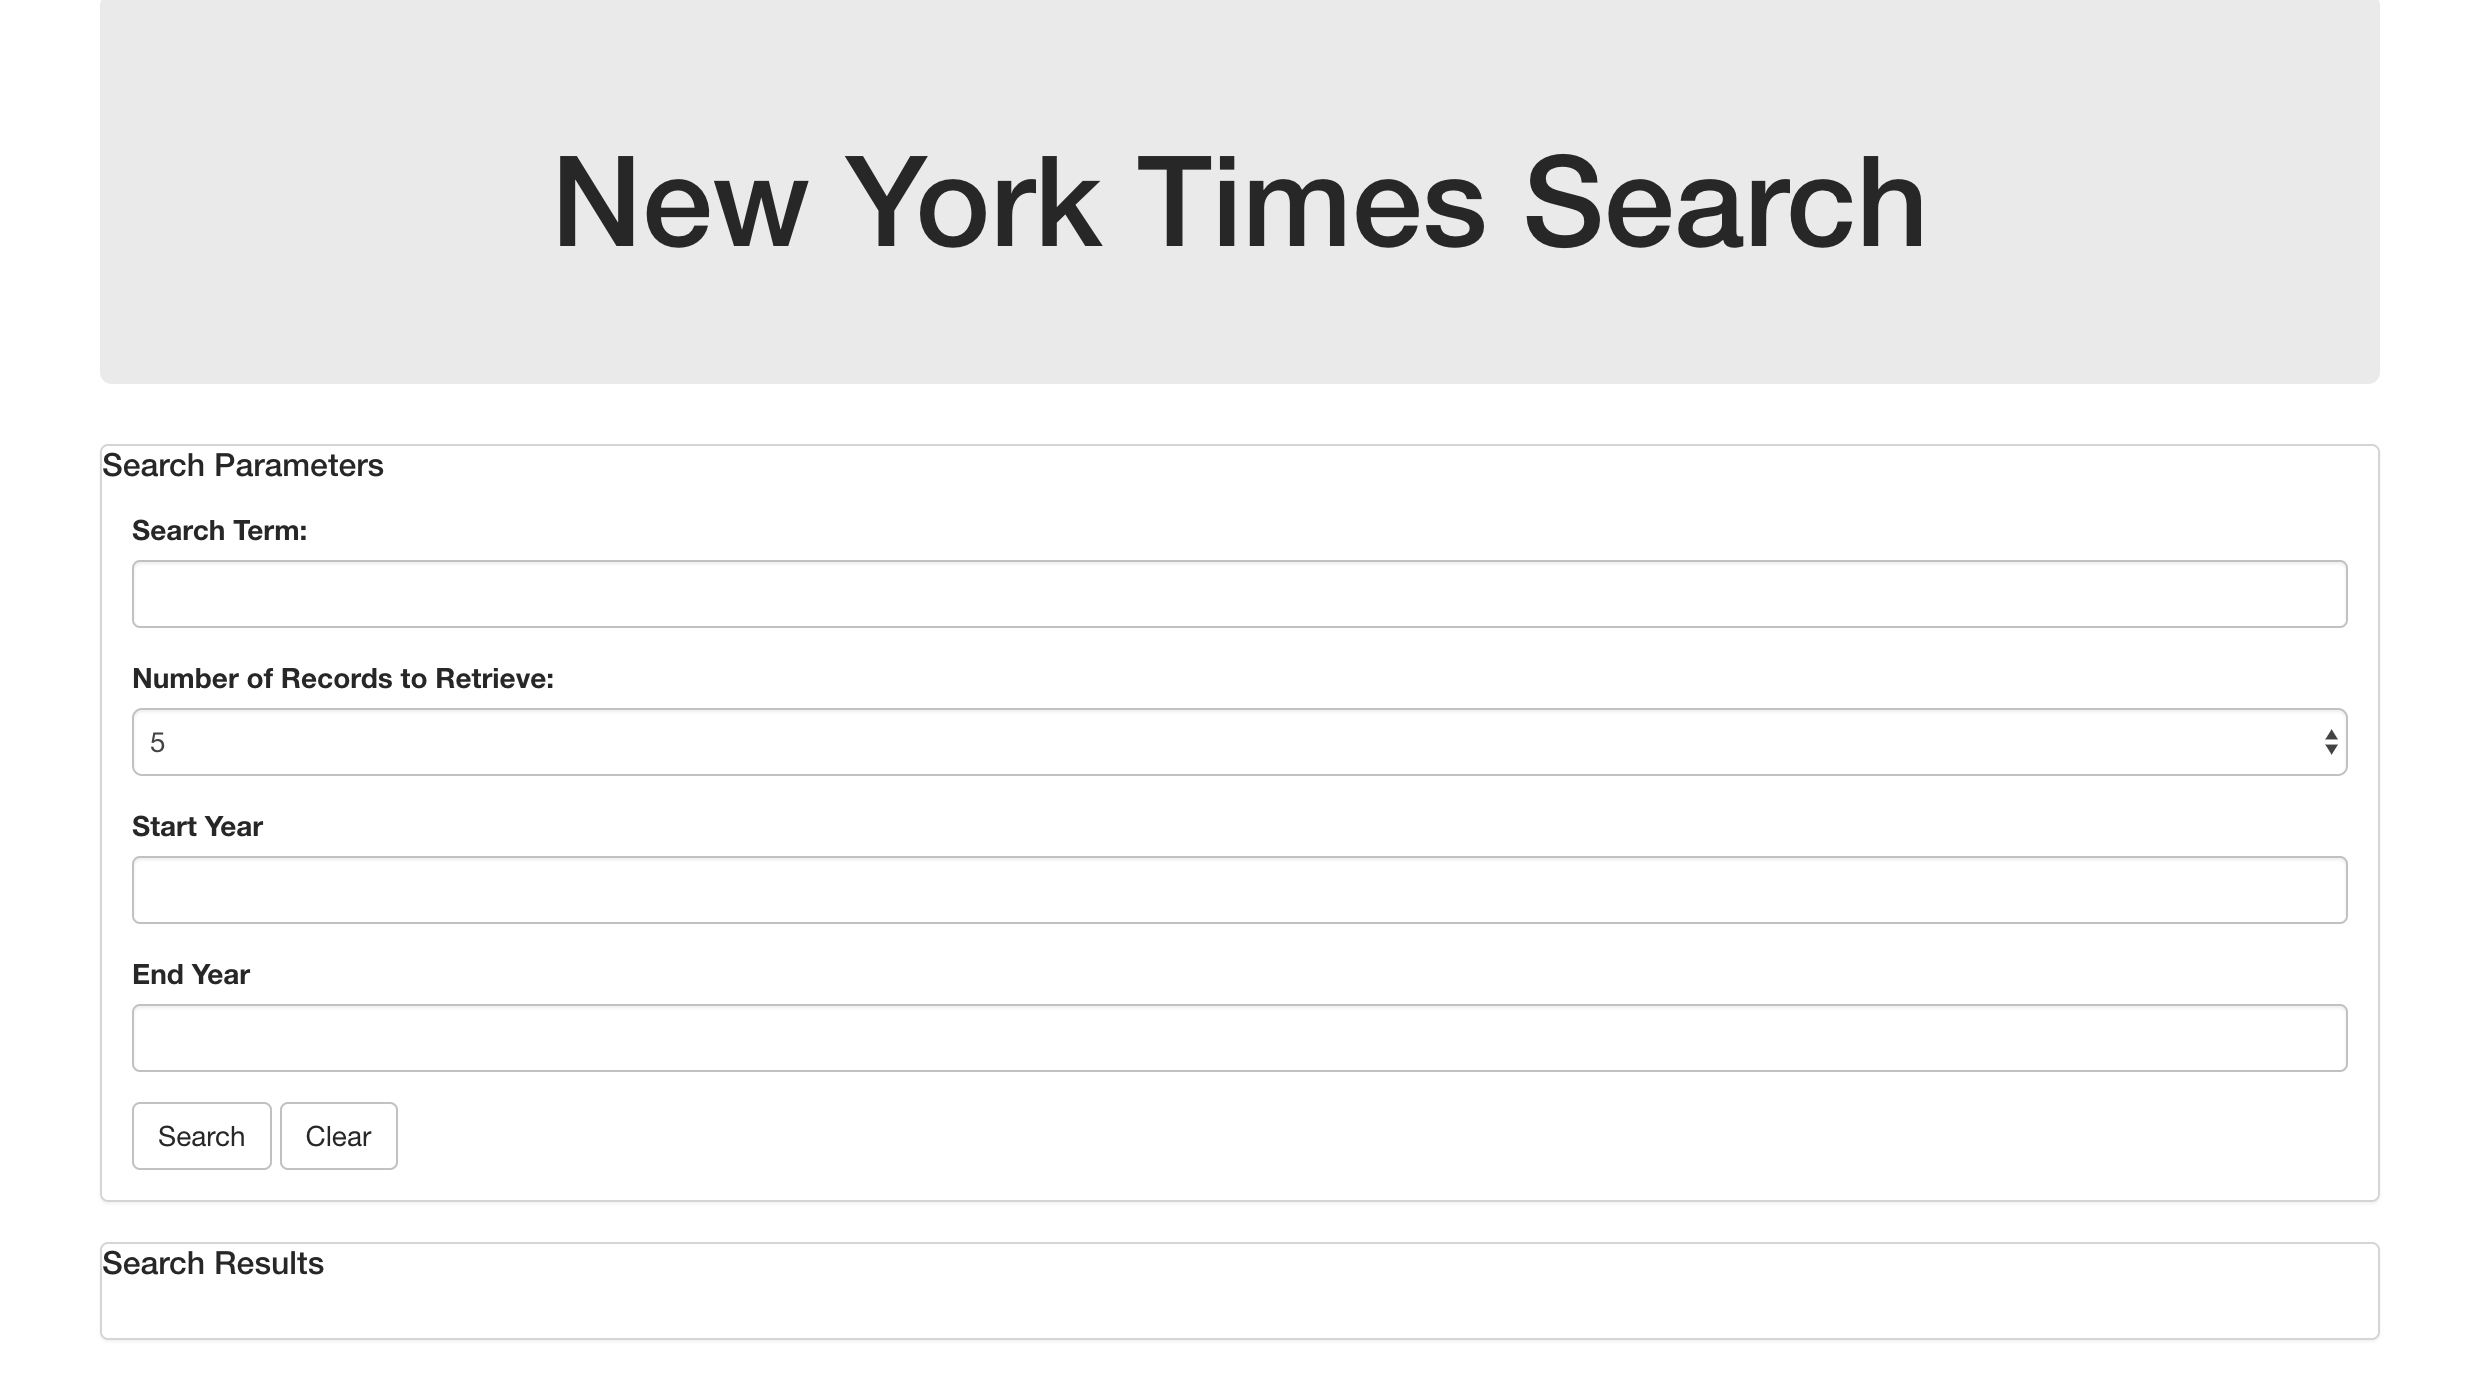 New York Times Search
Search Parameters
Search Term:
Number of Records to Retrieve:
5
Start Year
End Year
Search Clear
Search Results